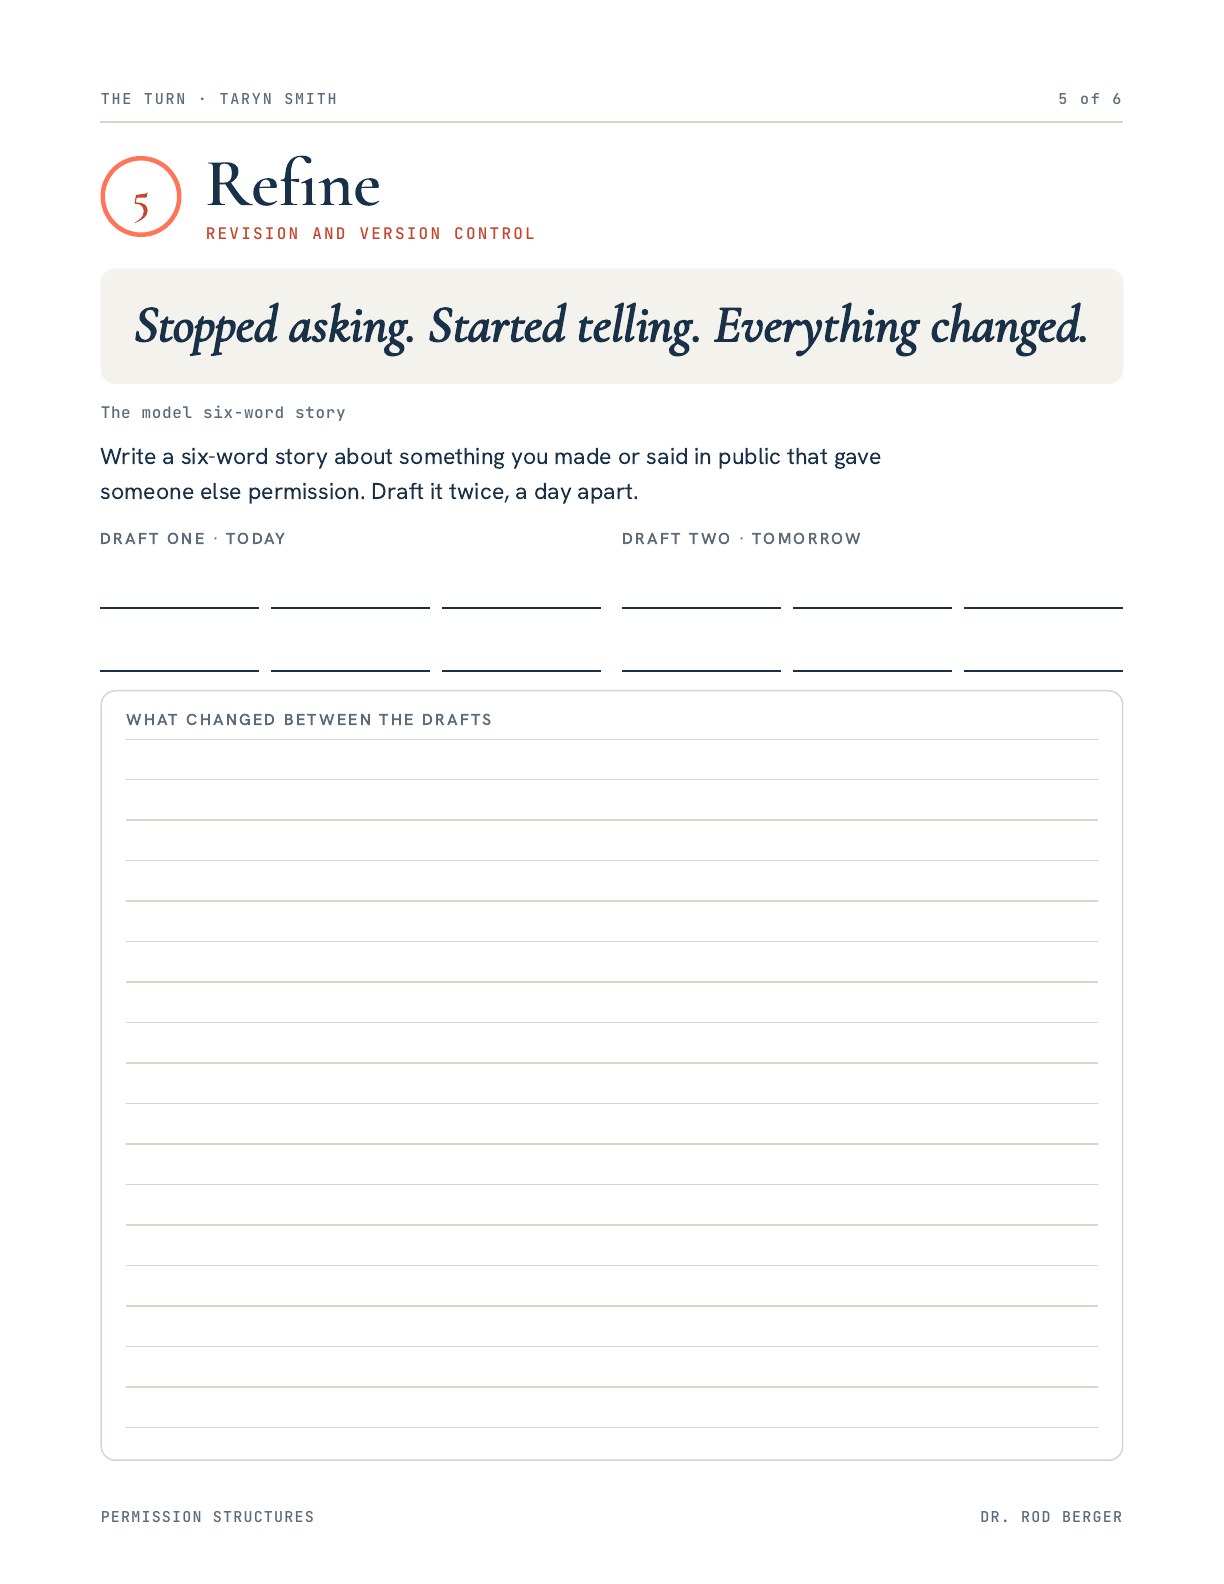 THE TURN · TARYN SMITH
5 of 6
5
Refine
REVISION AND VERSION CONTROL
Stopped asking. Started telling. Everything changed.
The model six-word story
Write a six-word story about something you made or said in public that gave
someone else permission. Draft it twice, a day apart.
DRAFT ONE · TODAY
DRAFT TWO · TOMORROW
WHAT CHANGED BETWEEN THE DRAFTS
PERMISSION STRUCTURES
DR. ROD BERGER